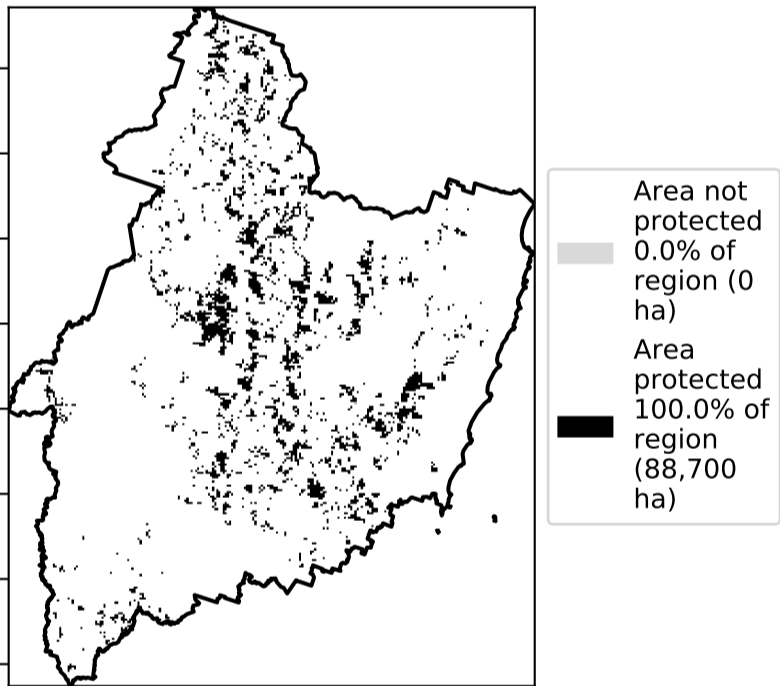 Area not
protected
0.0% of
region (0
ha)
Area
protected
100.0% of
region
(88,700
ha)